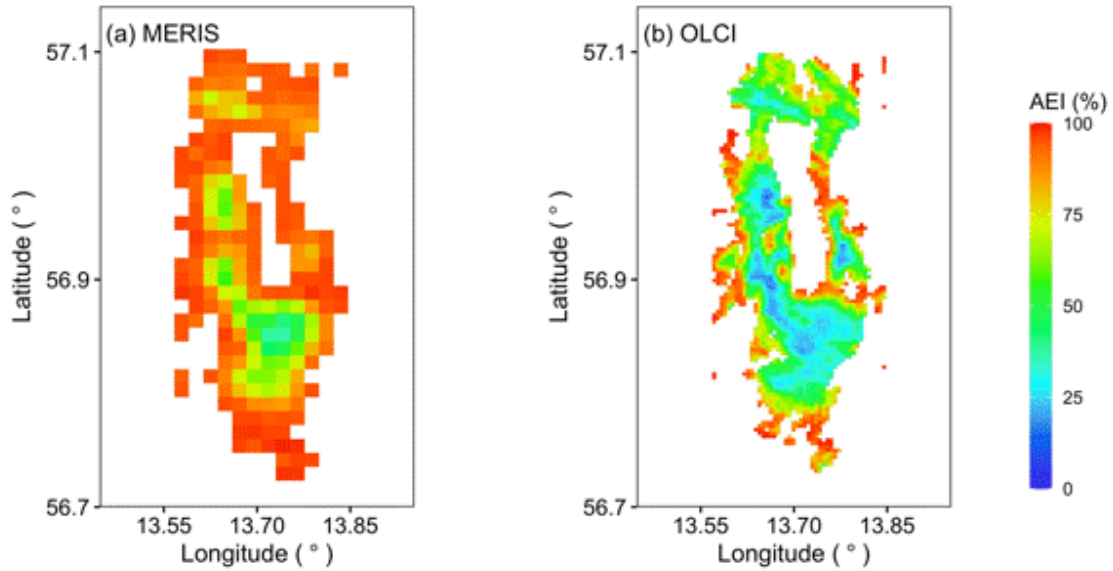 (a) MERIS
(b) OLCI
57.1
57.1
AEI (%)
100
75
50
25
0
Latitude ( ° )
Latitude ( ° )
56.9
56.9
56.7
56.7
13.55 13.70 13.85
13.55 13.70 13.85
Longitude ( ° )
Longitude ( ° )